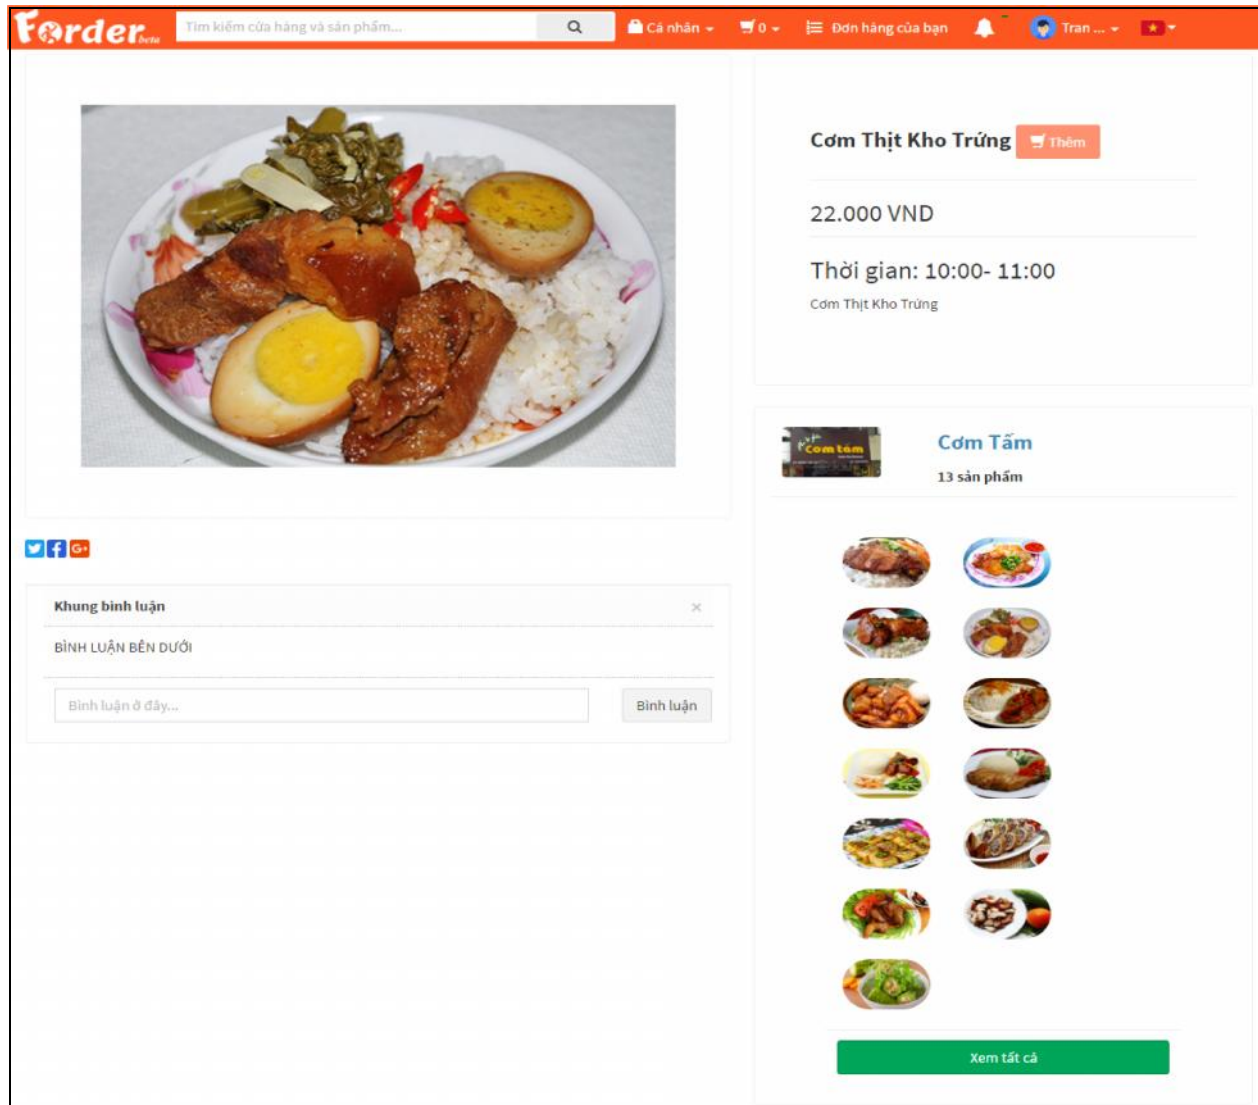 Forder beta
Tìm kiếm cửa hàng và sản phẩm...
Cá nhân
0
Đơn hàng của bạn
Tran ...
Cơm Thịt Kho Trứng
Thêm
22.000 VND
Thời gian: 10:00- 11:00
Cơm Thịt Kho Trứng
Com tấm
Cơm Tấm
13 sản phẩm
Khung bình luận
BÌNH LUẬN BÊN DƯỚI
Bình luận ở đây...
Bình luận
Xem tất cả